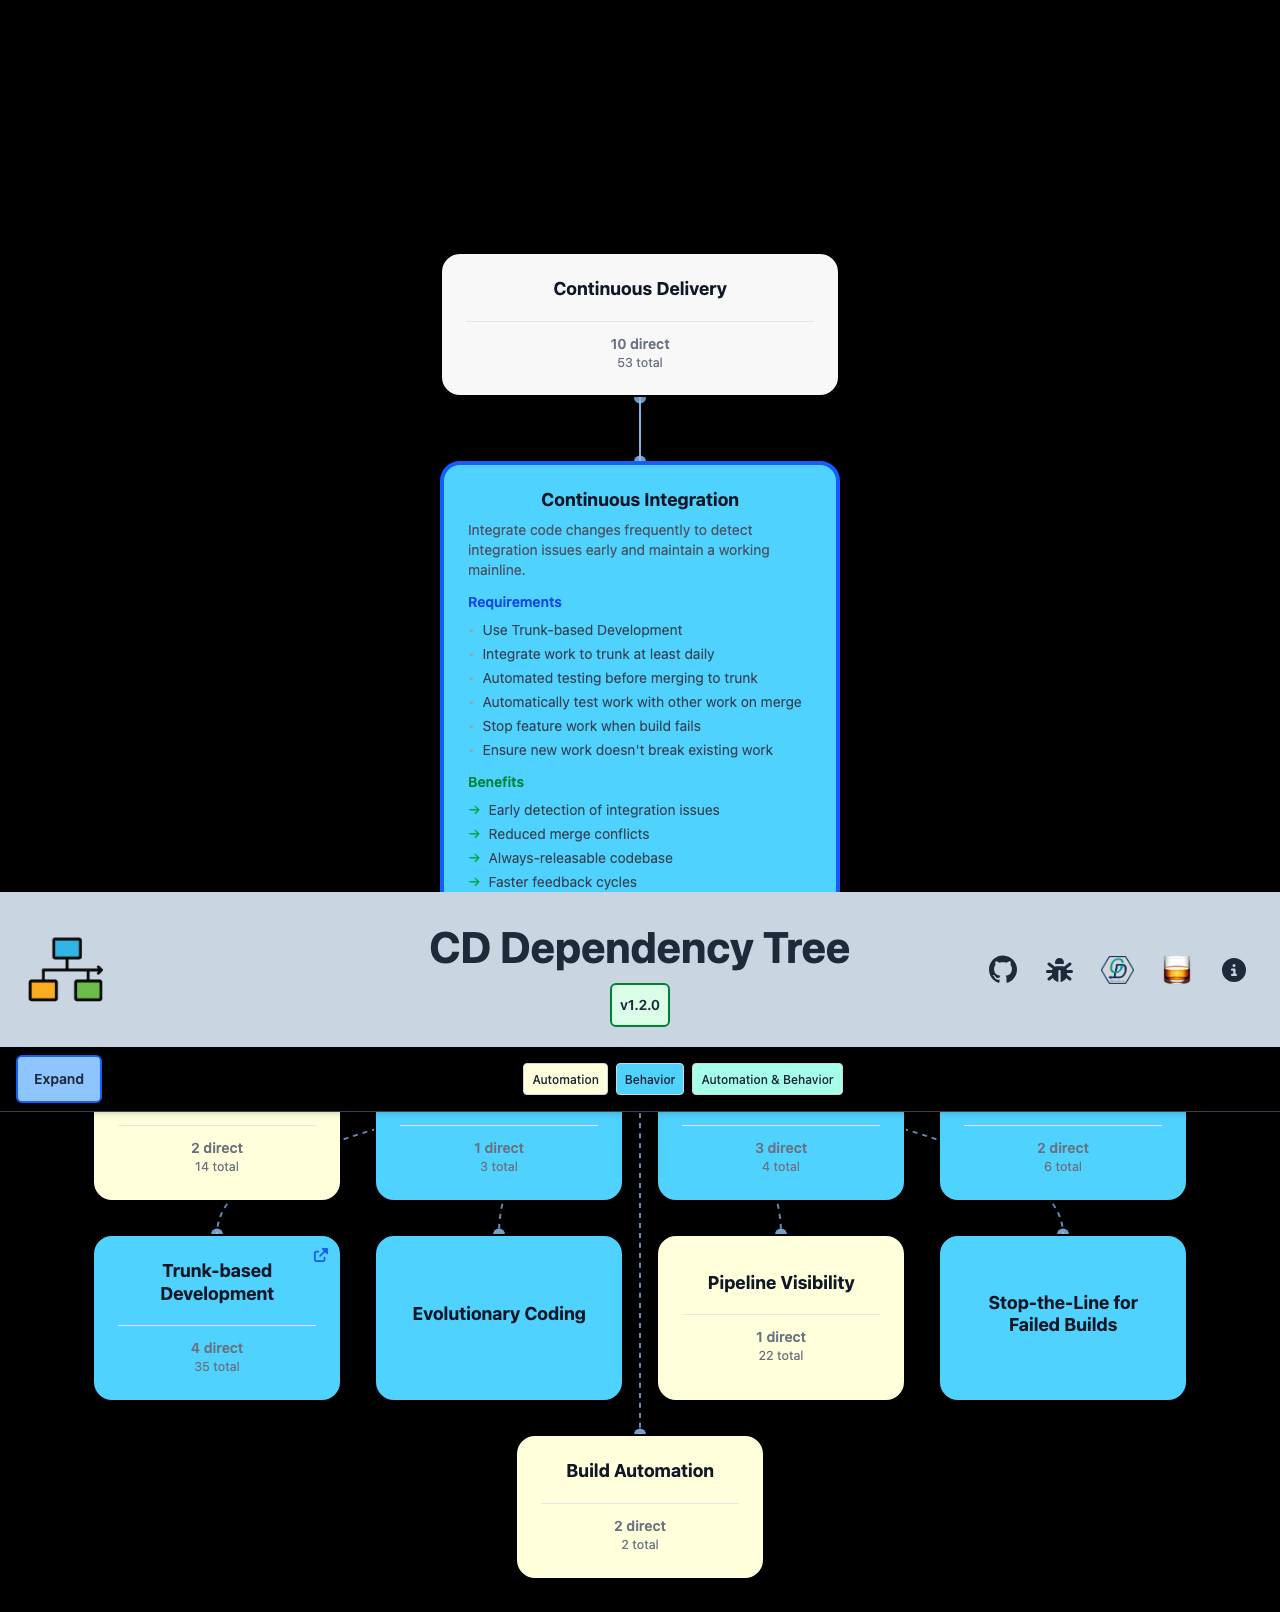 Continuous Delivery
10 direct
53 total
Continuous Integration
Integrate code changes frequently to detect
integration issues early and maintain a working
mainline.
Requirements
Use Trunk-based Development
Integrate work to trunk at least daily
Automated testing before merging to trunk
Automatically test work with other work on merge
Stop feature work when build fails
Ensure new work doesn't break existing work
Benefits
→ Early detection of integration issues
→ Reduced merge conflicts
→ Always-releasable codebase
→ Faster feedback cycles
CD Dependency Tree
v1.2.0
Expand
Automation
Behavior
Automation & Behavior
2 direct
14 total
1 direct
3 total
3 direct
4 total
2 direct
6 total
Trunk-based
Development
4 direct
35 total
Evolutionary Coding
Pipeline Visibility
1 direct
22 total
Stop-the-Line for
Failed Builds
Build Automation
2 direct
2 total